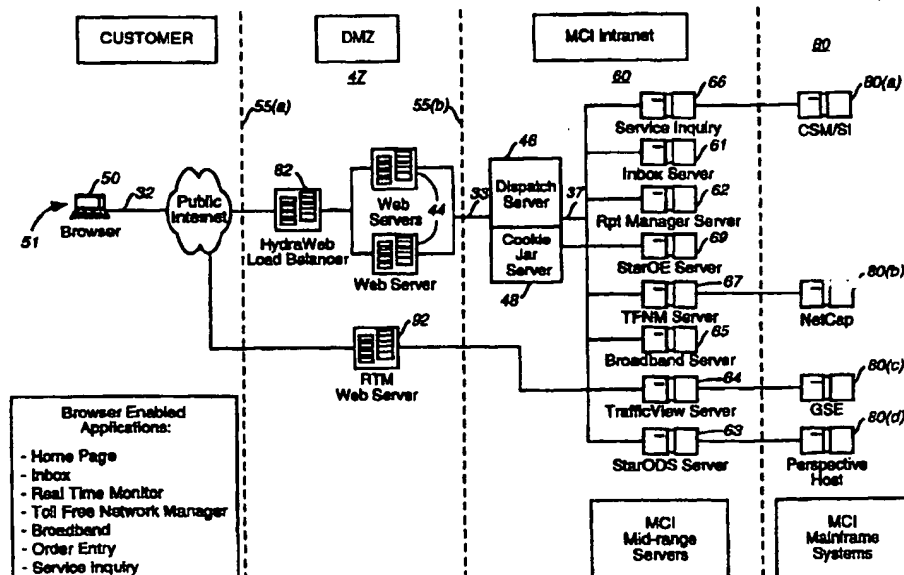 CUSTOMER
DMZ
47
MCI Intranet
60
80
55(a)
55(b)
50
32
51
Browser
Public
Internet
82
HydraWeb
Load Balancer
Web
Servers
44
Web Server
33
46
Dispatch
Server
37
Cookie
Jar
Server
48
66
Service Inquiry
61
Inbox Server
62
Rpt Manager Server
69
StarOE Server
67
TFNM Server
65
Broadband Server
64
TrafficView Server
63
StarODS Server
80(a)
CSM/SI
80(b)
NetCap
80(c)
GSE
80(d)
Perspective
Host
92
RTM
Web Server
Browser Enabled
Applications:
- Home Page
- Inbox
- Real Time Monitor
- Toll Free Network Manager
- Broadband
- Order Entry
- Service Inquiry
MCI
Mid-range
Servers
MCI
Mainframe
Systems